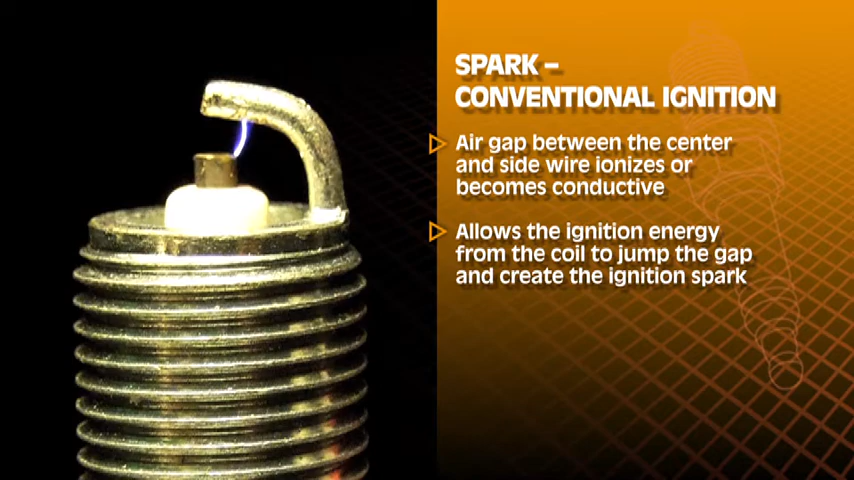 SPARK –
CONVENTIONAL IGNITION
Air gap between the center
and side wire ionizes or
becomes conductive
Allows the ignition energy
from the coil to jump the gap
and create the ignition spark